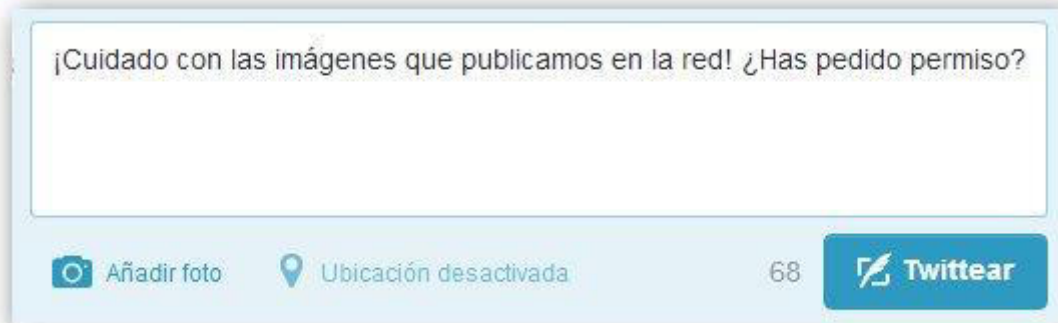 ¡Cuidado con las imágenes que publicamos en la red! ¿Has pedido permiso?
Añadir foto Ubicación desactivada 68 Twittear